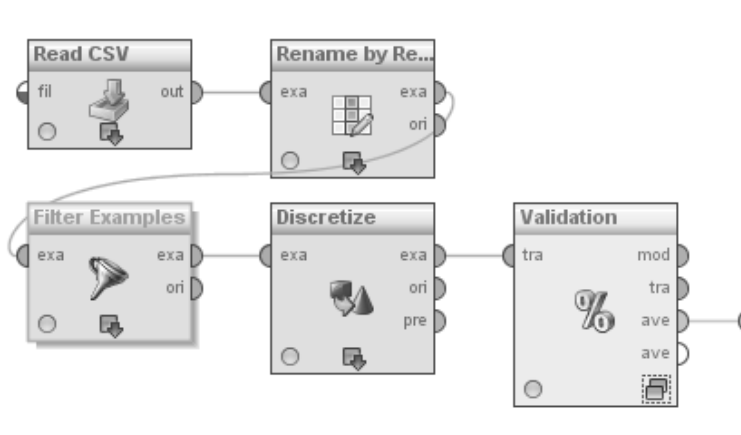 Read CSV
fil out
Rename by Re...
exa exa
ori
Filter Examples
exa exa
ori
Discretize
exa exa
ori
pre
Validation
tra mod
tra
ave
ave
%